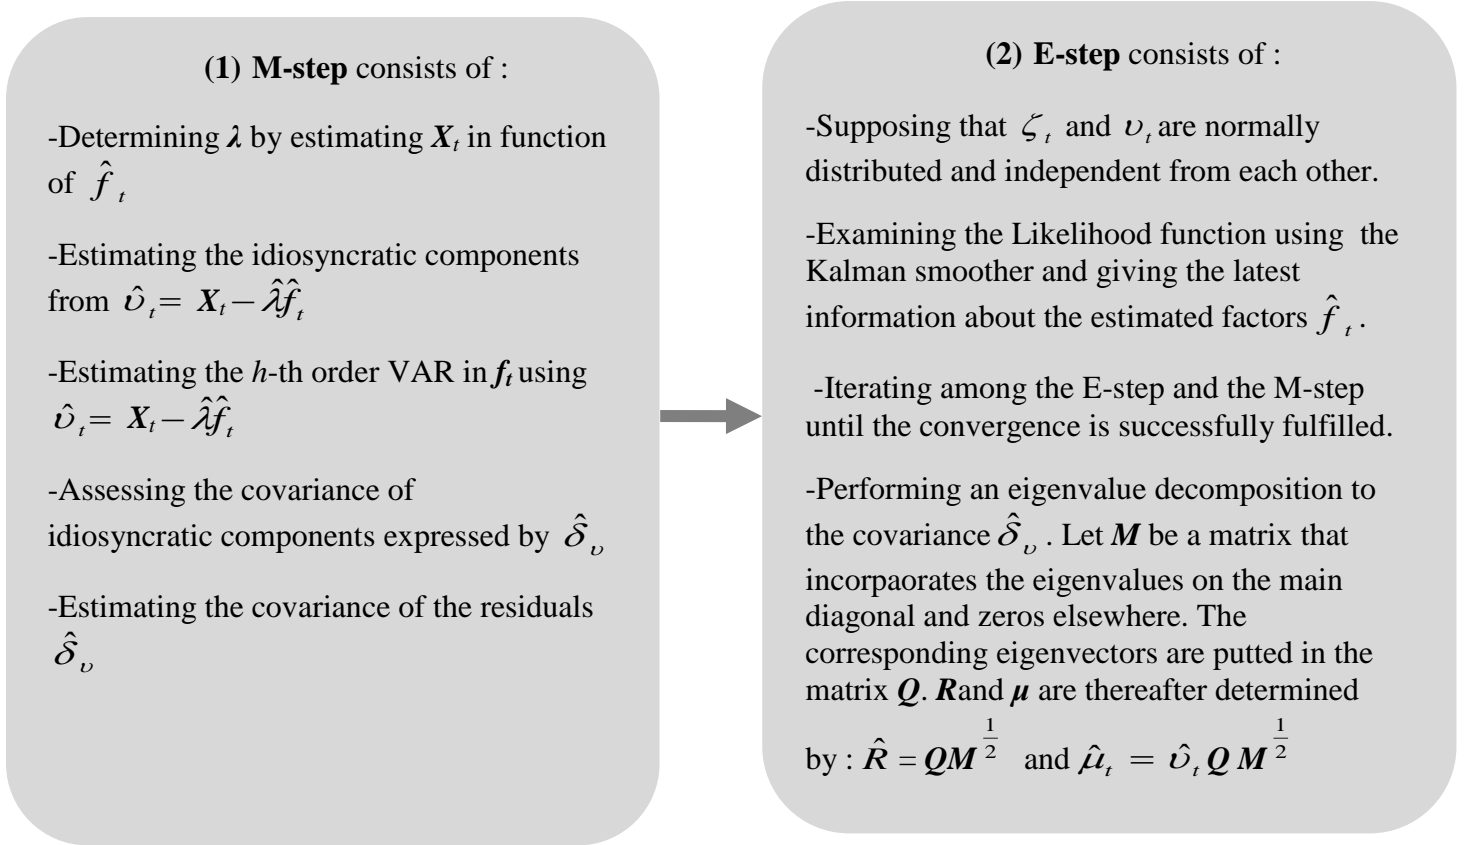 (1) M-step consists of :
-Determining λ by estimating Xₜ in function
of f̂ ₜ
-Estimating the idiosyncratic components
from υ̂ ₜ = Xₜ − λ̂f̂ₜ
-Estimating the h-th order VAR in fₜ using
υ̂ ₜ = Xₜ − λ̂f̂ₜ
-Assessing the covariance of
idiosyncratic components expressed by δ̂ υ
-Estimating the covariance of the residuals
δ̂ υ
(2) E-step consists of :
-Supposing that ζ ₜ and υ ₜ are normally
distributed and independent from each other.
-Examining the Likelihood function using the
Kalman smoother and giving the latest
information about the estimated factors f̂ ₜ .
-Iterating among the E-step and the M-step
until the convergence is successfully fulfilled.
-Performing an eigenvalue decomposition to
the covariance δ̂ υ . Let M be a matrix that
incorpaorates the eigenvalues on the main
diagonal and zeros elsewhere. The
corresponding eigenvectors are putted in the
matrix Q. Rand μ are thereafter determined
by : R̂ = QM^(1/2) and μ̂ₜ = υ̂ₜ Q M^(1/2)